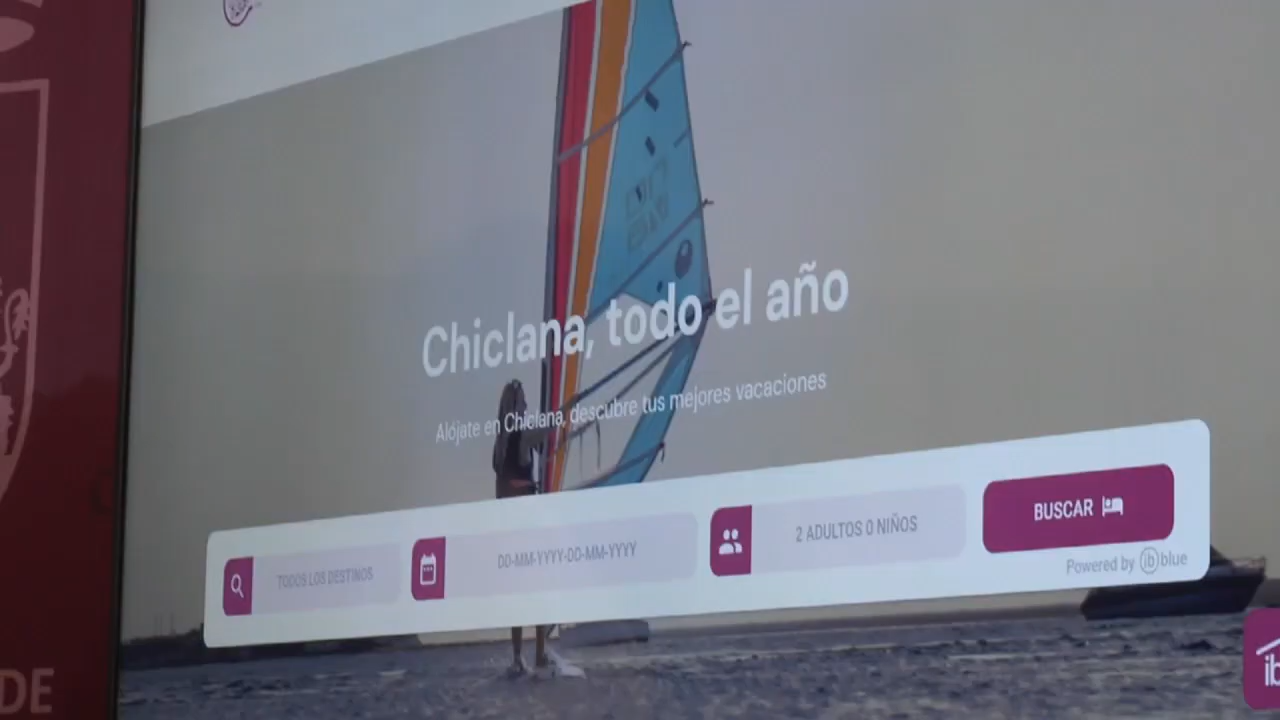 Chiclana, todo el año
Alójate en Chiclana, descubre tus mejores vacaciones
TODOS LOS DESTINOS
DD-MM-YYYY-DD-MM-YYYY
2 ADULTOS 0 NIÑOS
BUSCAR
Powered by ib blue
DE
ib